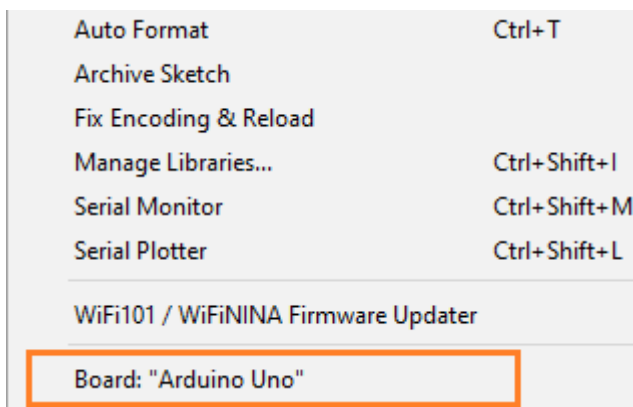 Auto Format Ctrl+T
Archive Sketch
Fix Encoding & Reload
Manage Libraries... Ctrl+Shift+I
Serial Monitor Ctrl+Shift+M
Serial Plotter Ctrl+Shift+L
WiFi101 / WiFiNINA Firmware Updater
Board: "Arduino Uno"